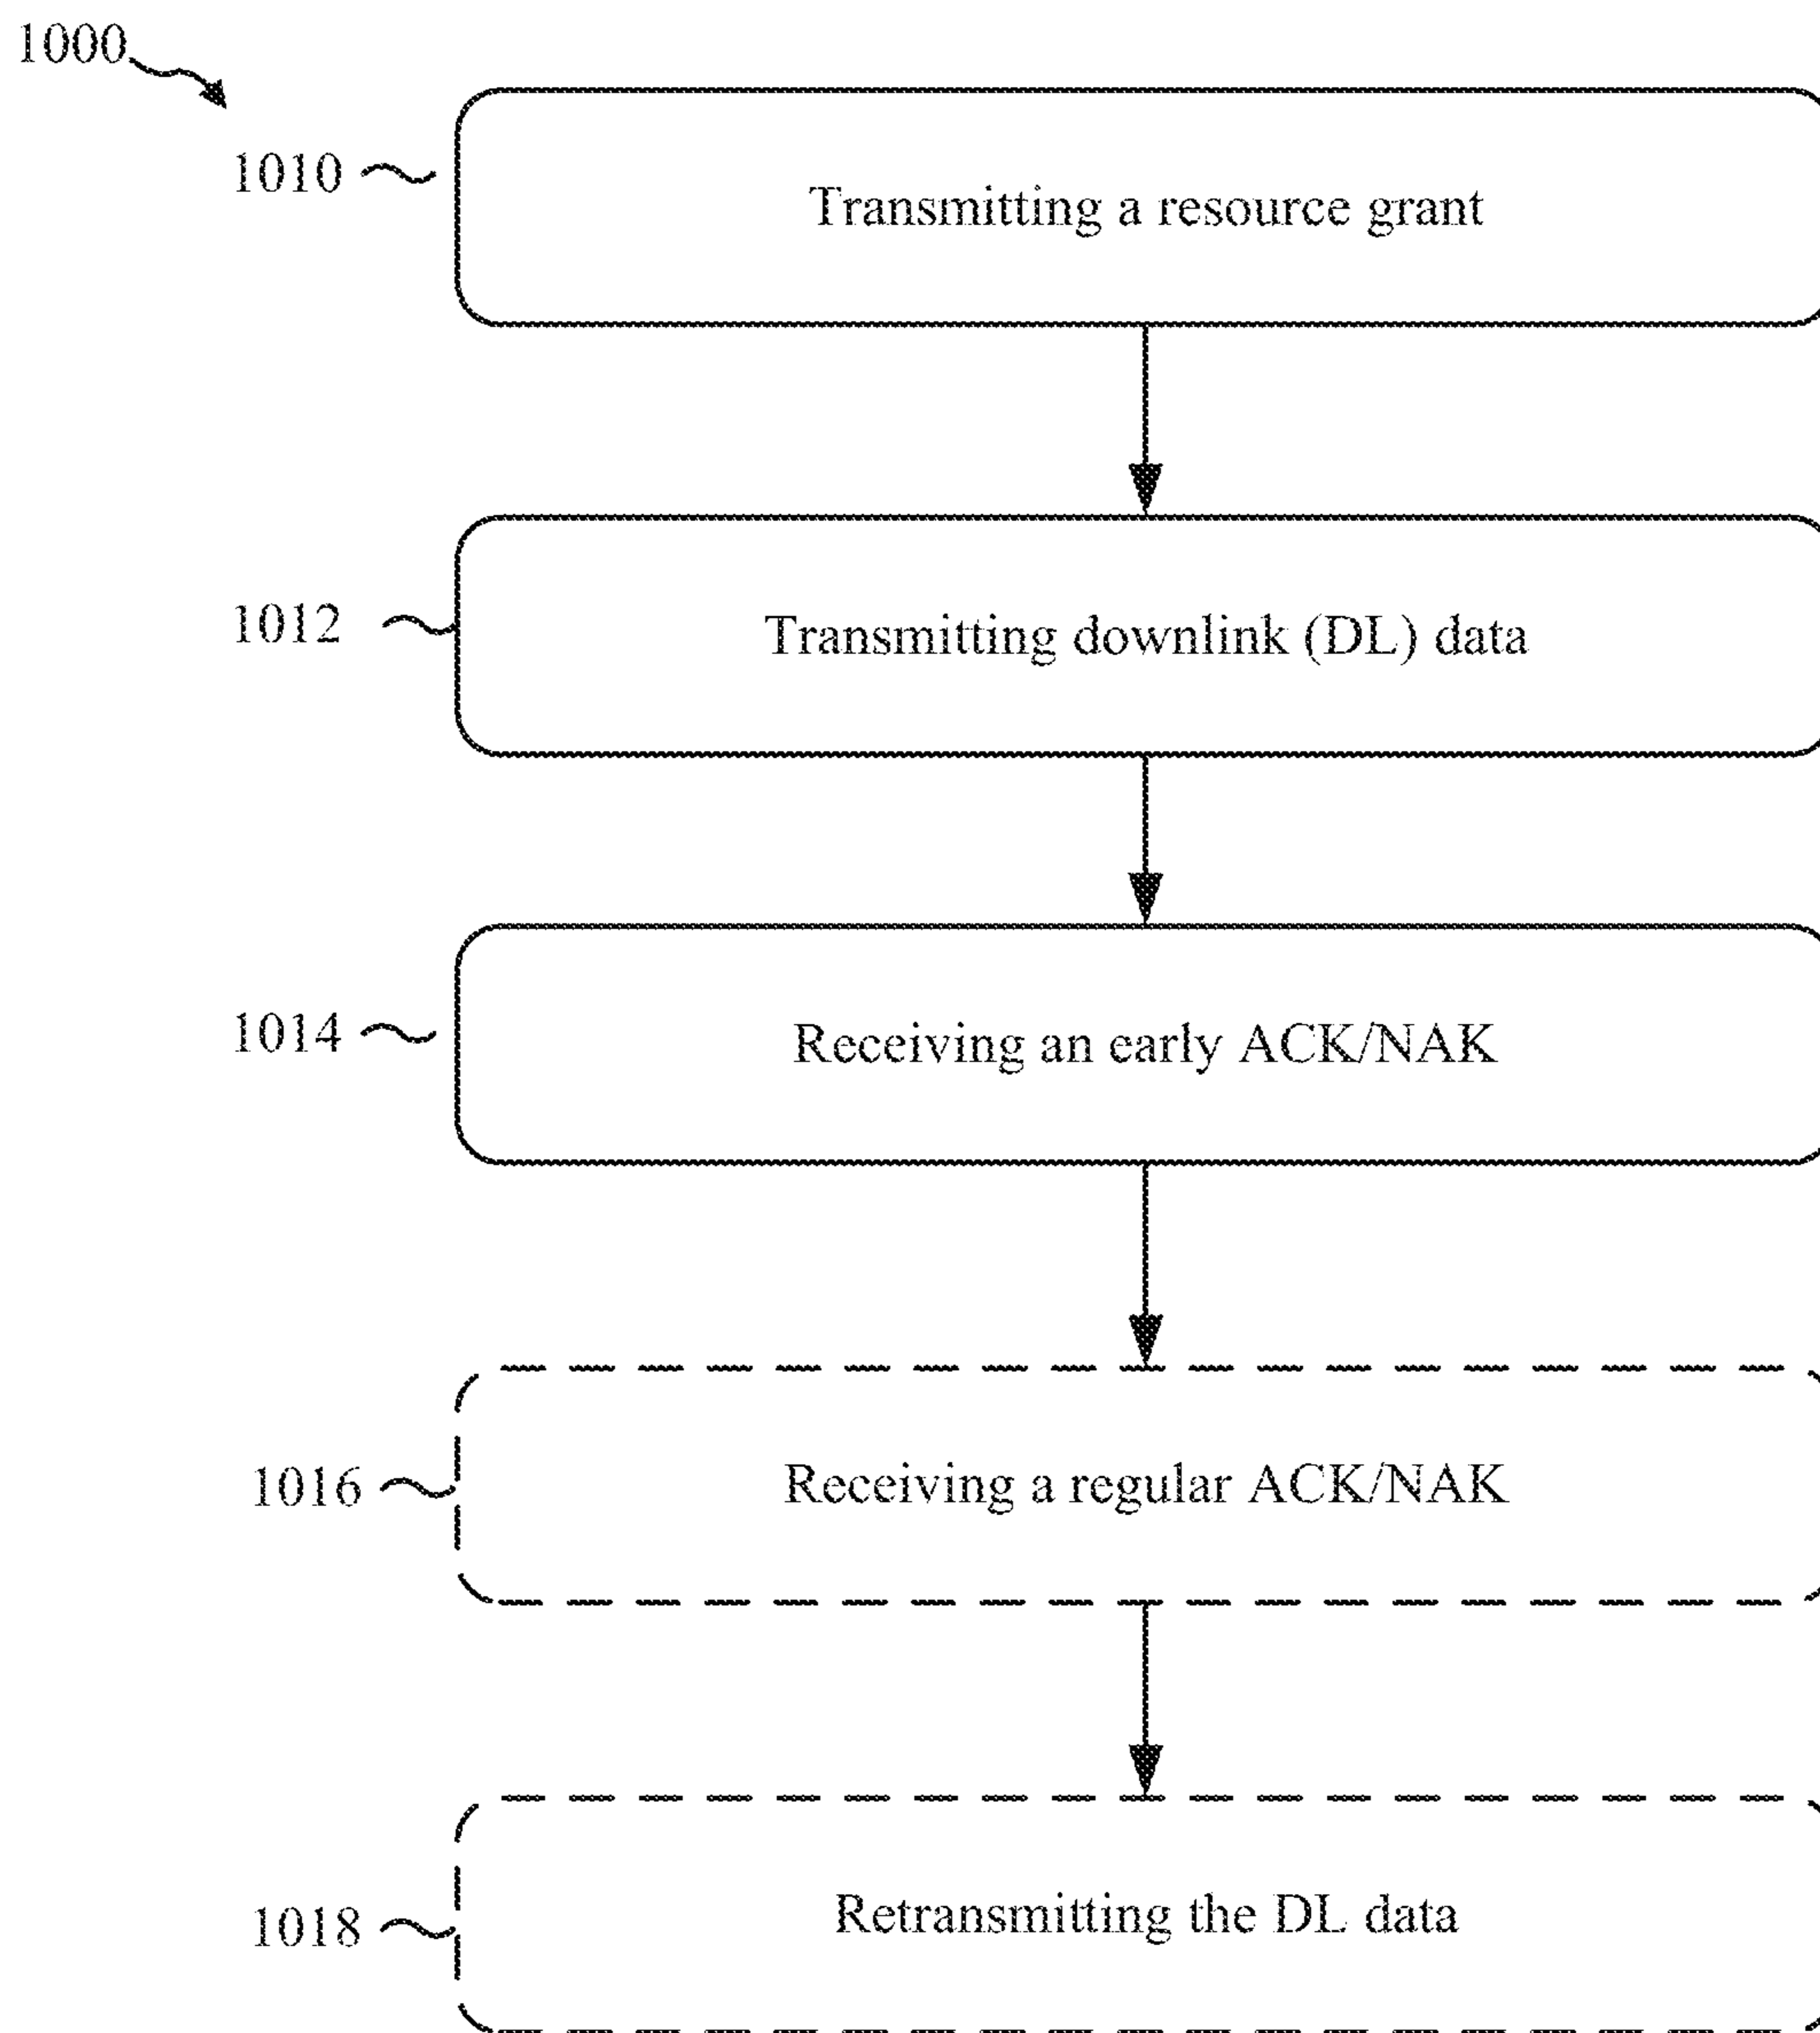 1000
1010
Transmitting a resource grant
1012
Transmitting downlink (DL) data
1014
Receiving an early ACK/NAK
1016
Receiving a regular ACK/NAK
1018
Retransmitting the DL data